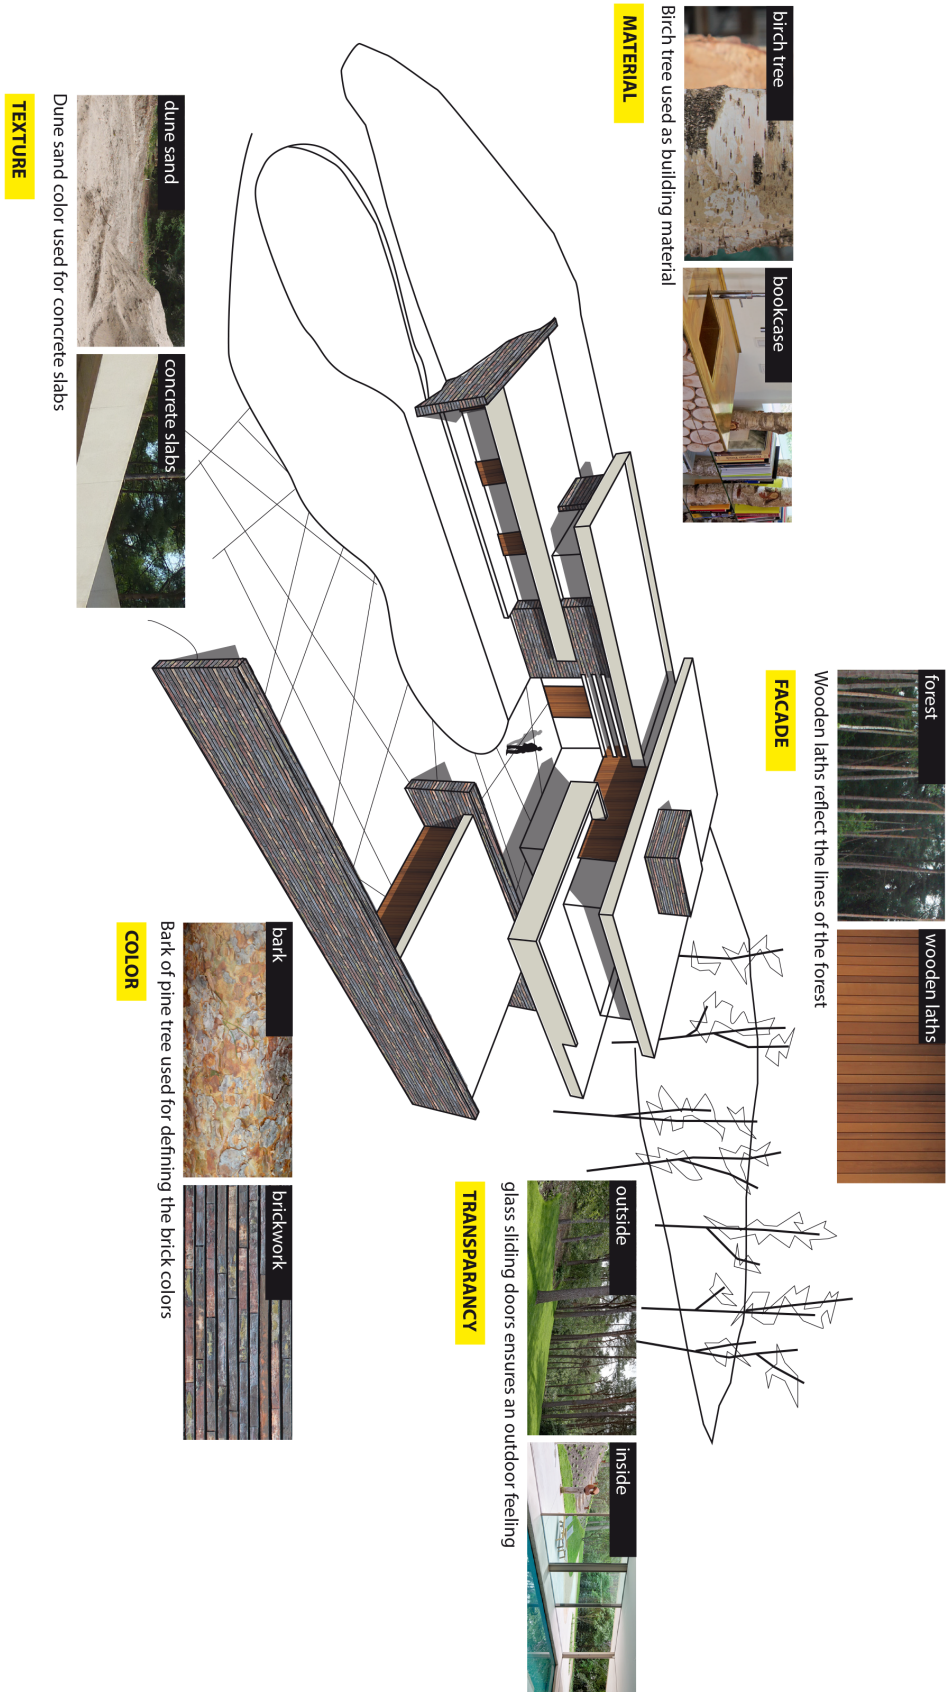 birch tree
bookcase
Birch tree used as building material
MATERIAL
forest
wooden laths
Wooden laths reflect the lines of the forest
FACADE
outside
inside
glass sliding doors ensures an outdoor feeling
TRANSPARANCY
dune sand
concrete slabs
Dune sand color used for concrete slabs
TEXTURE
bark
brickwork
Bark of pine tree used for defining the brick colors
COLOR